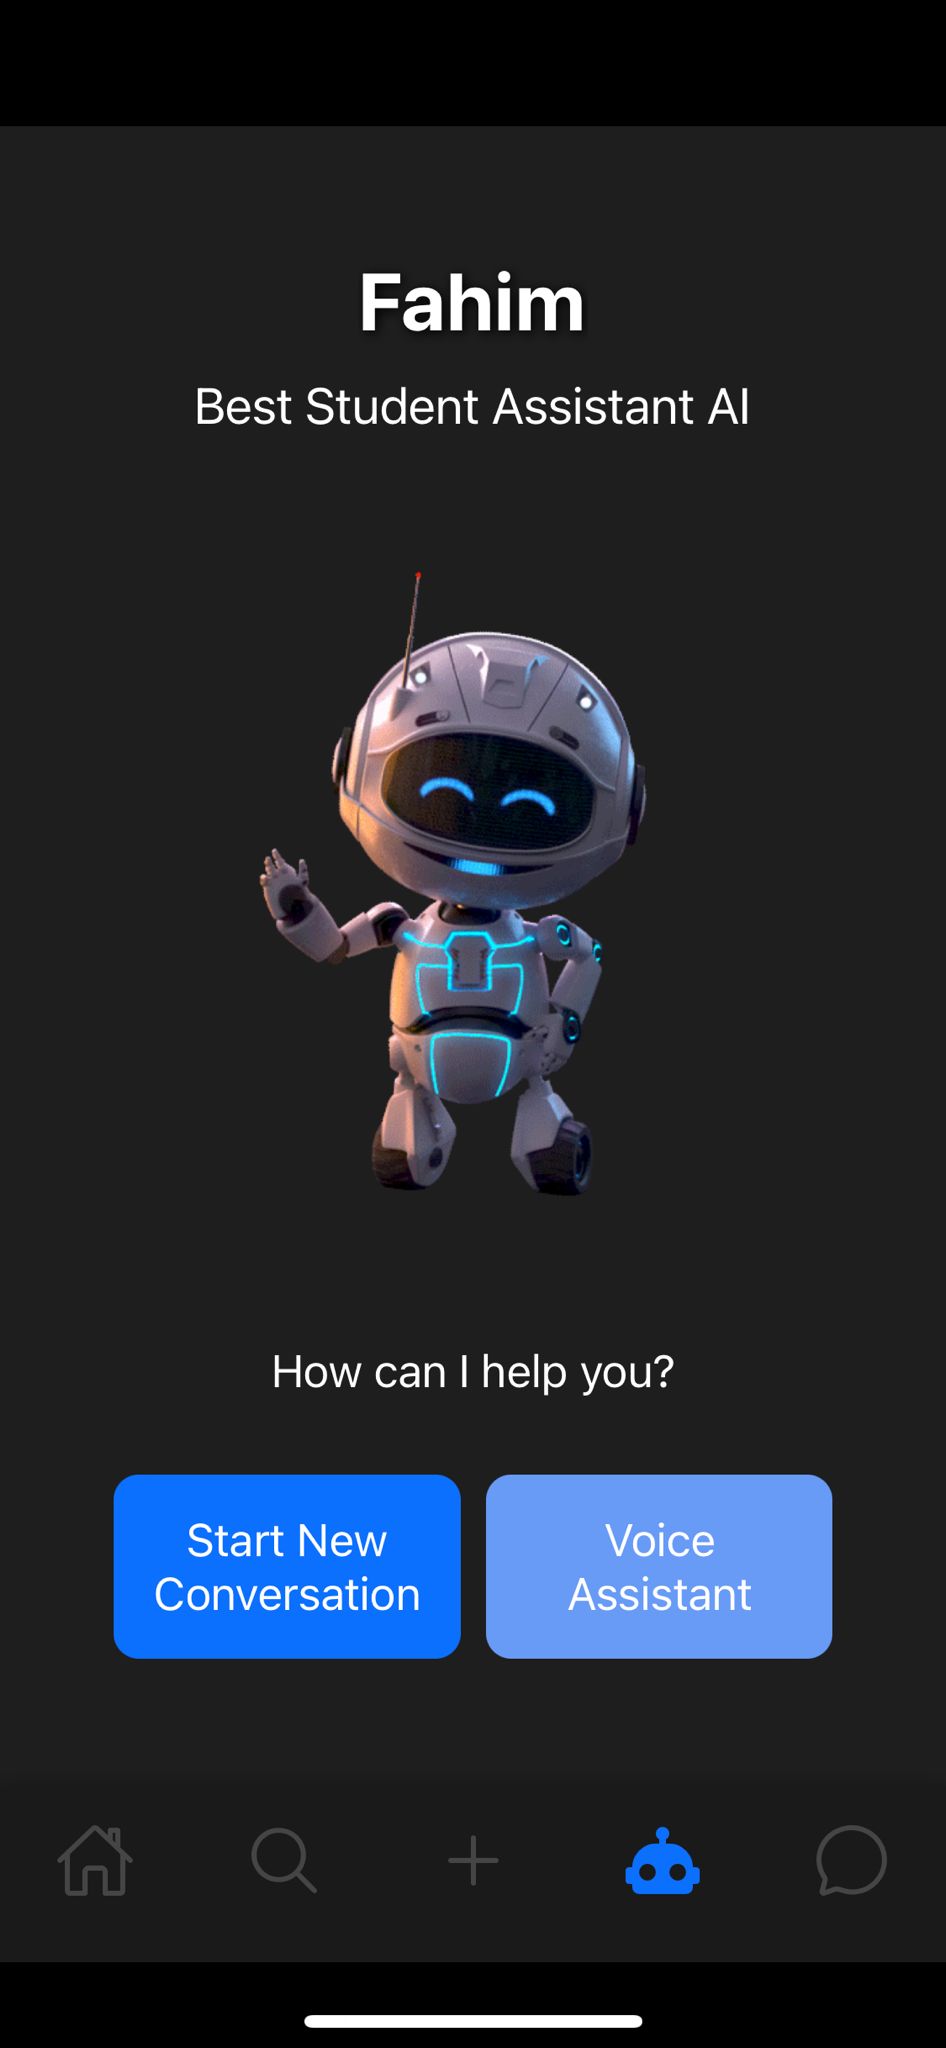 Fahim
Best Student Assistant AI
How can I help you?
Start New
Conversation
Voice
Assistant